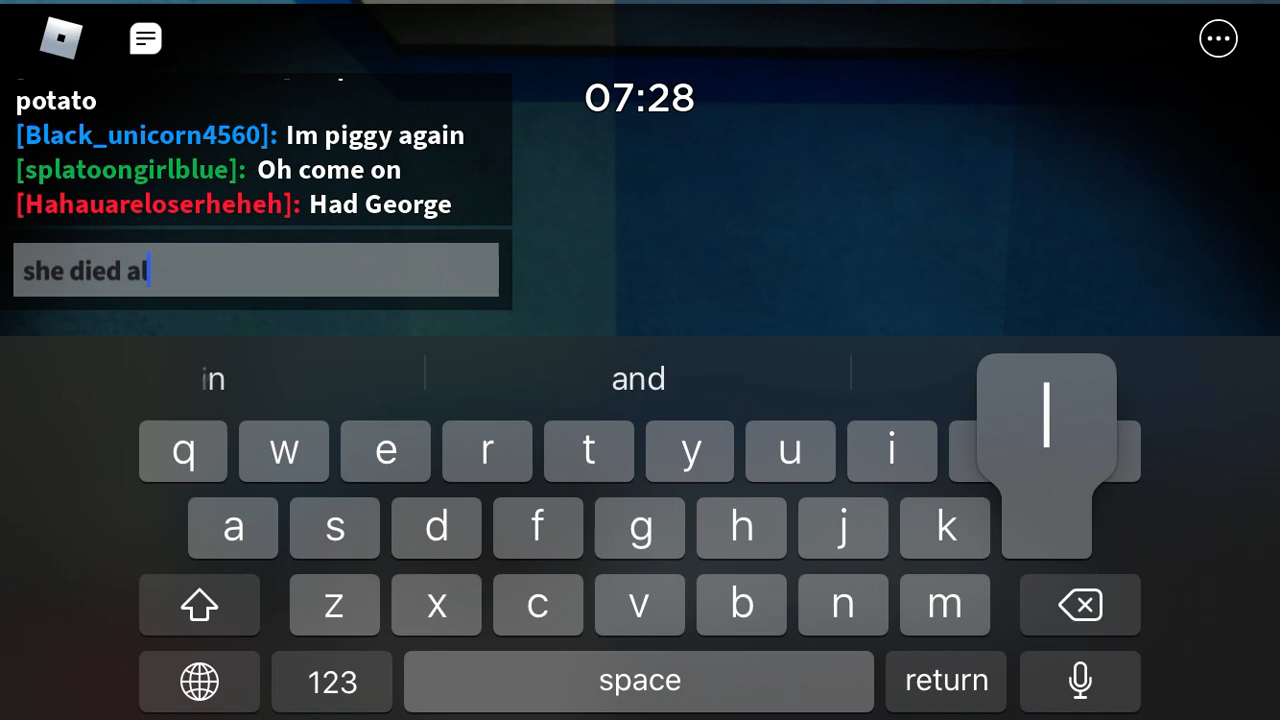 07:28
potato
[Black_unicorn4560]: Im piggy again
[splatoongirlblue]: Oh come on
[Hahauareloserheheh]: Had George
she died al
in and
l
q w e r t y u i
a s d f g h j k
z x c v b n m
123 space return